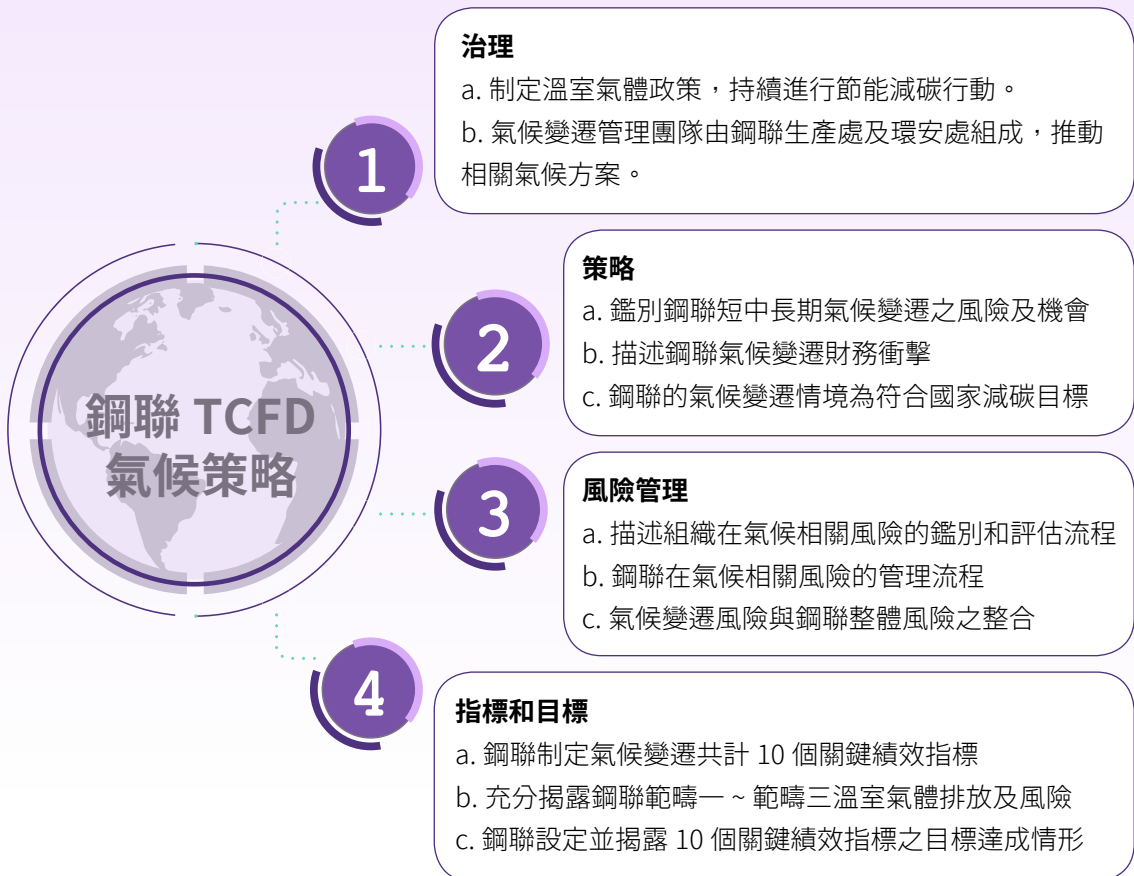 治理
a. 制定溫室氣體政策，持續進行節能減碳行動。
b. 氣候變遷管理團隊由鋼聯生產處及環安處組成，推動
相關氣候方案。
1
策略
a. 鑑別鋼聯短中長期氣候變遷之風險及機會
b. 描述鋼聯氣候變遷財務衝擊
c. 鋼聯的氣候變遷情境為符合國家減碳目標
2
鋼聯 TCFD
氣候策略
風險管理
a. 描述組織在氣候相關風險的鑑別和評估流程
b. 鋼聯在氣候相關風險的管理流程
c. 氣候變遷風險與鋼聯整體風險之整合
3
指標和目標
a. 鋼聯制定氣候變遷共計 10 個關鍵績效指標
b. 充分揭露鋼聯範疇一 ~ 範疇三溫室氣體排放及風險
c. 鋼聯設定並揭露 10 個關鍵績效指標之目標達成情形
4